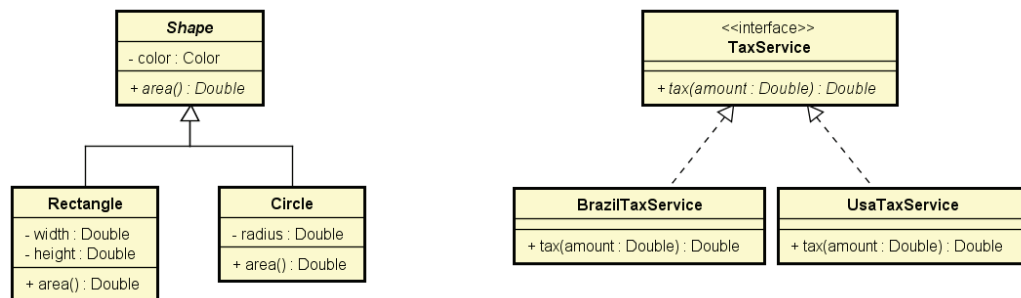 Shape
- color : Color
+ area() : Double
Rectangle
- width : Double
- height : Double
+ area() : Double
Circle
- radius : Double
+ area() : Double
<<interface>>
TaxService
+ tax(amount : Double) : Double
BrazilTaxService
+ tax(amount : Double) : Double
UsaTaxService
+ tax(amount : Double) : Double